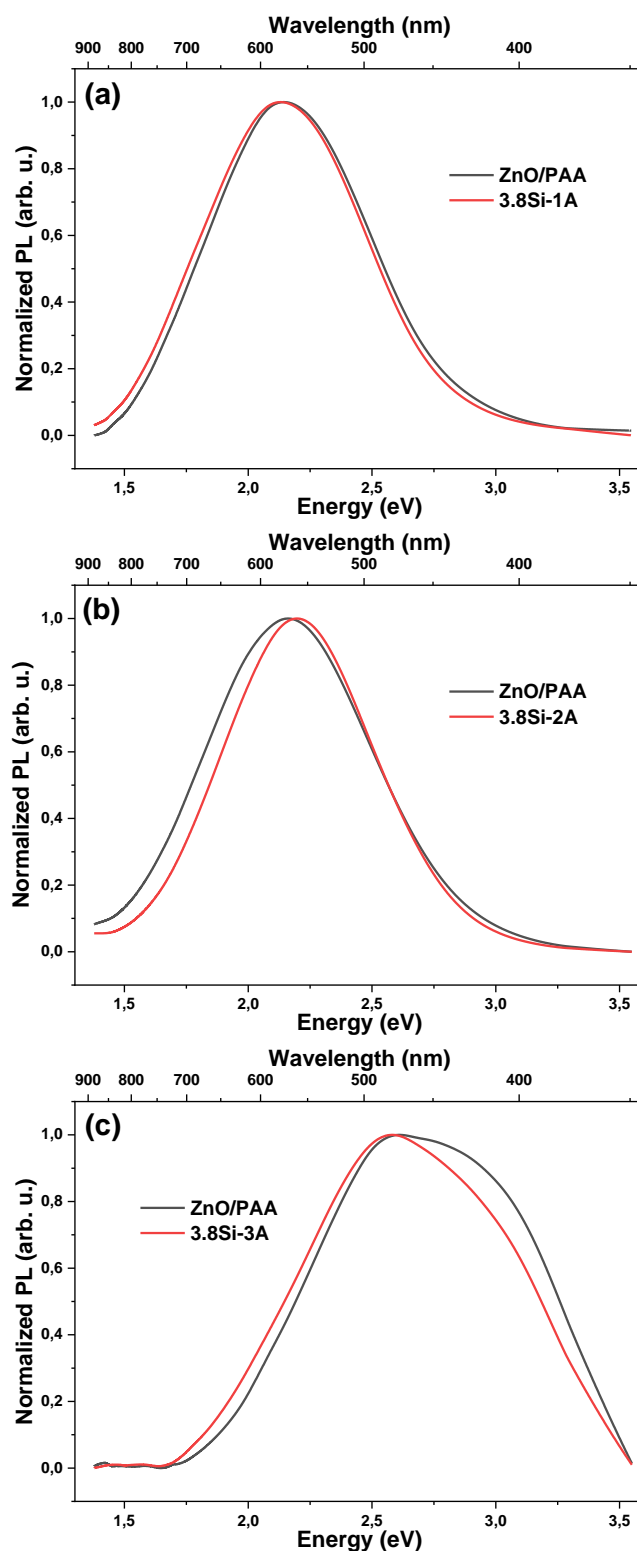 Wavelength (nm)
900 800 700 600 500 400
(a)
1,0
ZnO/PAA
0,8
3.8Si-1A
0,6
0,4
0,2
0,0
Normalized PL (arb. u.)
1,5 2,0 2,5 3,0 3,5
Energy (eV)
Wavelength (nm)
900 800 700 600 500 400
(b)
1,0
ZnO/PAA
0,8
3.8Si-2A
0,6
0,4
0,2
0,0
Normalized PL (arb. u.)
1,5 2,0 2,5 3,0 3,5
Energy (eV)
Wavelength (nm)
900 800 700 600 500 400
(c)
1,0
0,8
ZnO/PAA
3.8Si-3A
0,6
0,4
0,2
0,0
Normalized PL (arb. u.)
1,5 2,0 2,5 3,0 3,5
Energy (eV)